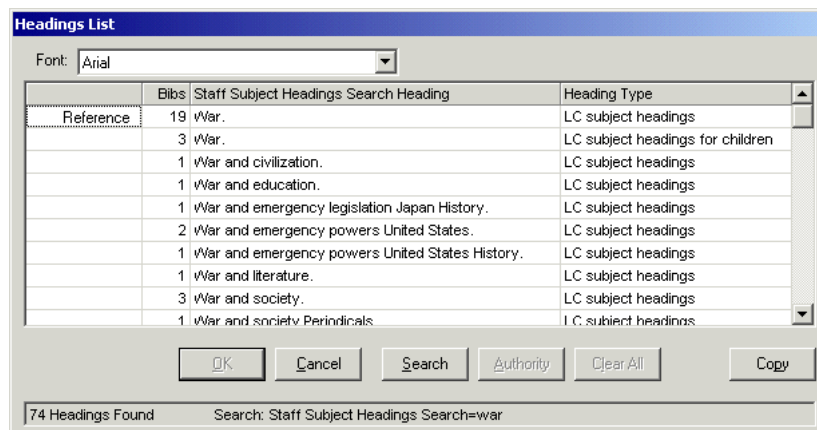 Headings List
Font: Arial
Bibs Staff Subject Headings Search Heading Heading Type
Reference 19 War. LC subject headings
3 War. LC subject headings for children
1 War and civilization. LC subject headings
1 War and education. LC subject headings
1 War and emergency legislation Japan History. LC subject headings
2 War and emergency powers United States. LC subject headings
1 War and emergency powers United States History. LC subject headings
1 War and literature. LC subject headings
3 War and society. LC subject headings
1 War and society Periodicals LC subject headings
OK Cancel Search Authority Clear All Copy
74 Headings Found Search: Staff Subject Headings Search=war